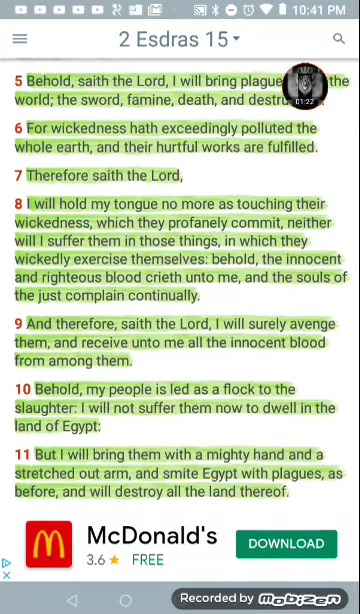 10:41 PM
2 Esdras 15
5 Behold, saith the Lord, I will bring plague the
world; the sword, famine, death, and destru
01:22
6 For wickedness hath exceedingly polluted the
whole earth, and their hurtful works are fulfilled.
7 Therefore saith the Lord,
8 I will hold my tongue no more as touching their
wickedness, which they profanely commit, neither
will I suffer them in those things, in which they
wickedly exercise themselves: behold, the innocent
and righteous blood crieth unto me, and the souls of
the just complain continually.
9 And therefore, saith the Lord, I will surely avenge
them, and receive unto me all the innocent blood
from among them.
10 Behold, my people is led as a flock to the
slaughter: I will not suffer them now to dwell in the
land of Egypt:
11 But I will bring them with a mighty hand and a
stretched out arm, and smite Egypt with plagues, as
before, and will destroy all the land thereof.
McDonald's
3.6 ★ FREE
DOWNLOAD
Recorded by Mobizen